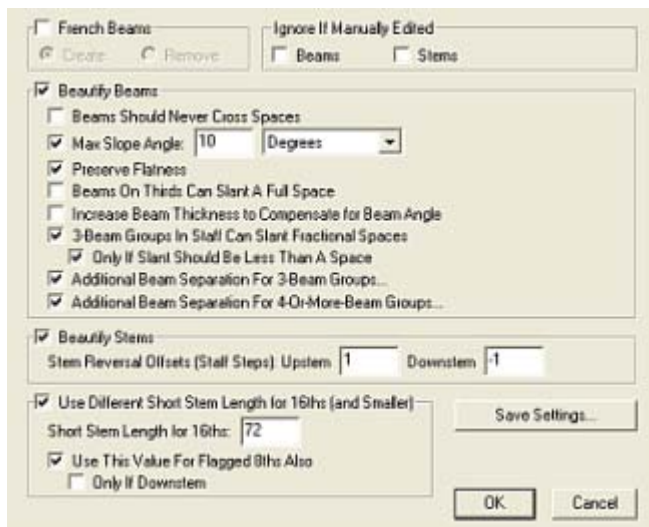 French Beams
Ignore If Manually Edited
Create Remove
Beams Stems
Beautify Beams
Beams Should Never Cross Spaces
Max Slope Angle: 10 Degrees
Preserve Flatness
Beams On Thirds Can Slant A Full Space
Increase Beam Thickness to Compensate for Beam Angle
3-Beam Groups In Staff Can Slant Fractional Spaces
Only If Slant Should Be Less Than A Space
Additional Beam Separation For 3-Beam Groups...
Additional Beam Separation For 4-Or-More-Beam Groups...
Beautify Stems
Stem Reversal Offsets (Staff Steps): Upstem 1 Downstem -1
Use Different Short Stem Length for 16ths (and Smaller)
Short Stem Length for 16ths: 72
Save Settings...
Use This Value For Flagged 8ths Also
Only If Downstem
OK Cancel